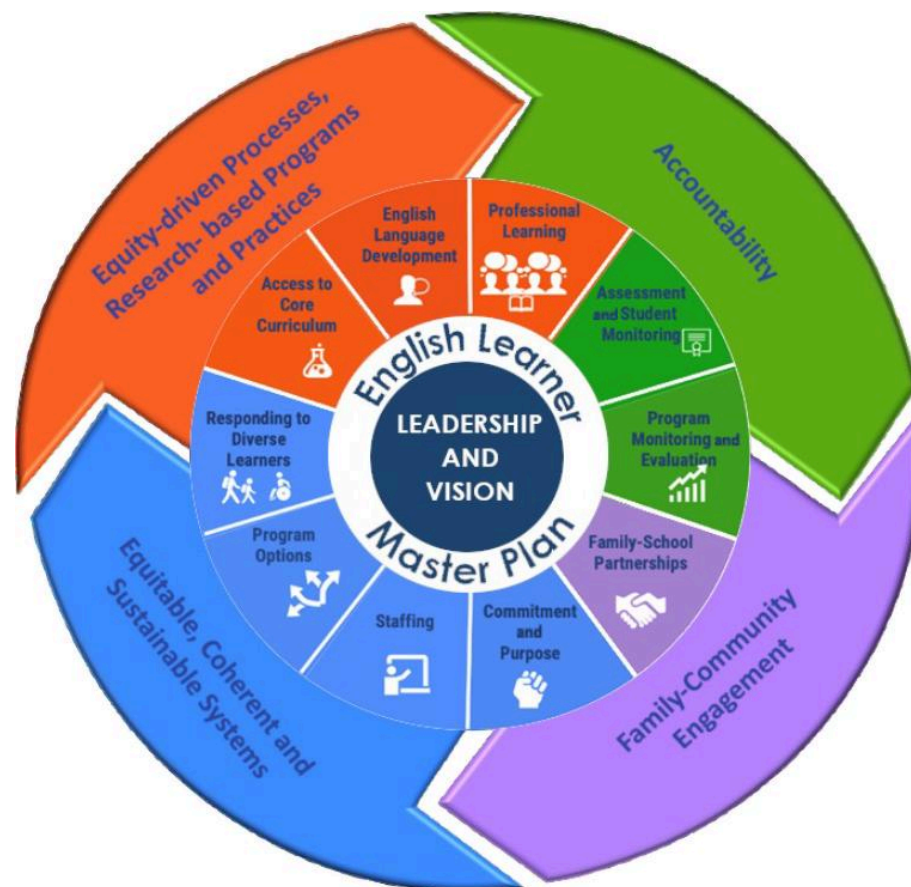 Equity-driven Processes,
Research- based Programs
and Practices
Accountability
Family-Community
Engagement
Equitable, Coherent and
Sustainable Systems
English
Language
Development
Professional
Learning
Assessment
and Student
Monitoring
Program
Monitoring and
Evaluation
Family-School
Partnerships
Commitment
and
Purpose
Staffing
Program
Options
Responding to
Diverse
Learners
Access to
Core
Curriculum
English Learner
Master Plan
LEADERSHIP
AND
VISION